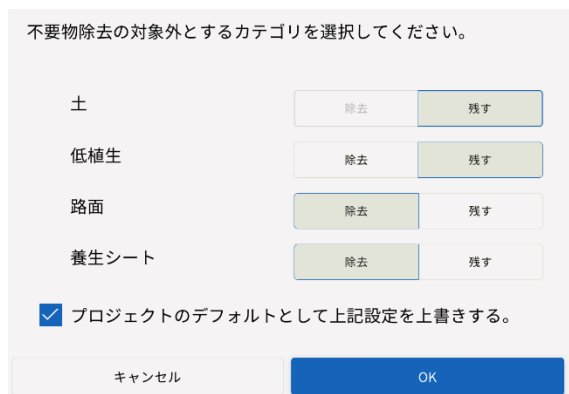 不要物除去の対象外とするカテゴリを選択してください。
土 除去 残す
低植生 除去 残す
路面 除去 残す
養生シート 除去 残す
プロジェクトのデフォルトとして上記設定を上書きする。
キャンセル OK